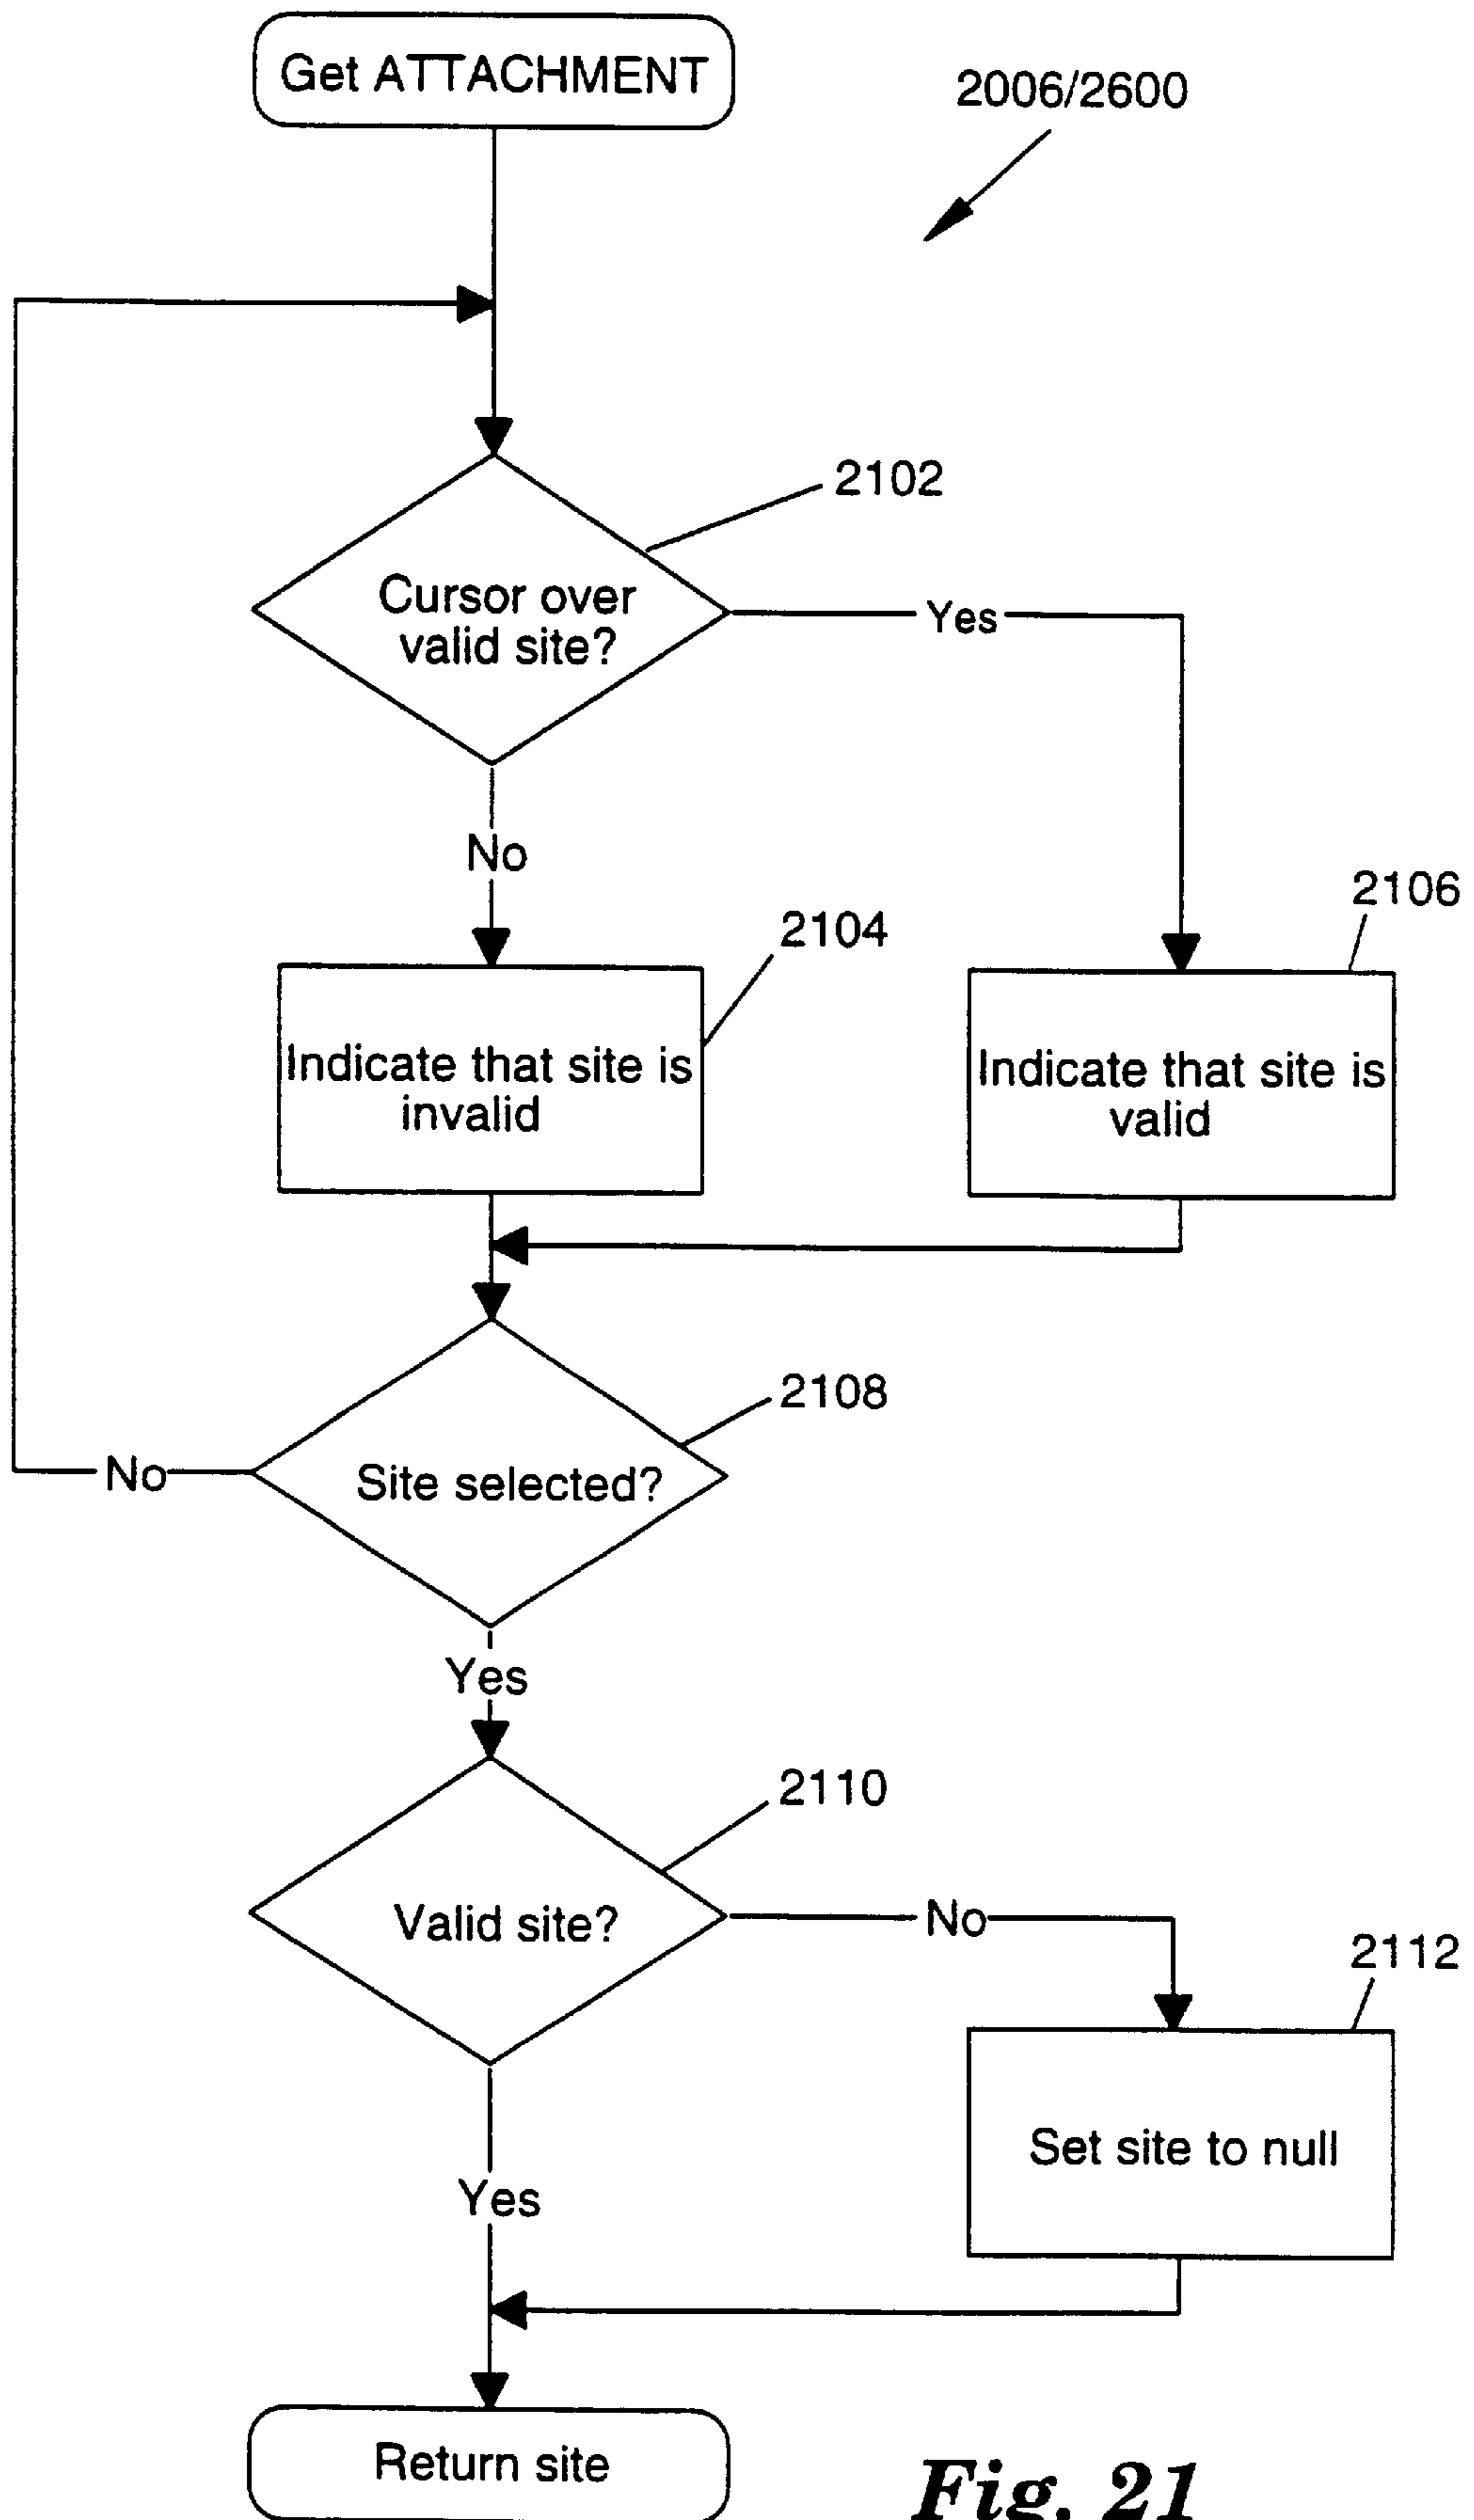 Get ATTACHMENT
2006/2600
2102
Cursor over
valid site?
Yes
No
2104
2106
Indicate that site is
invalid
Indicate that site is
valid
2108
Site selected?
No
Yes
2110
Valid site?
No
2112
Set site to null
Yes
Return site
Fig. 21